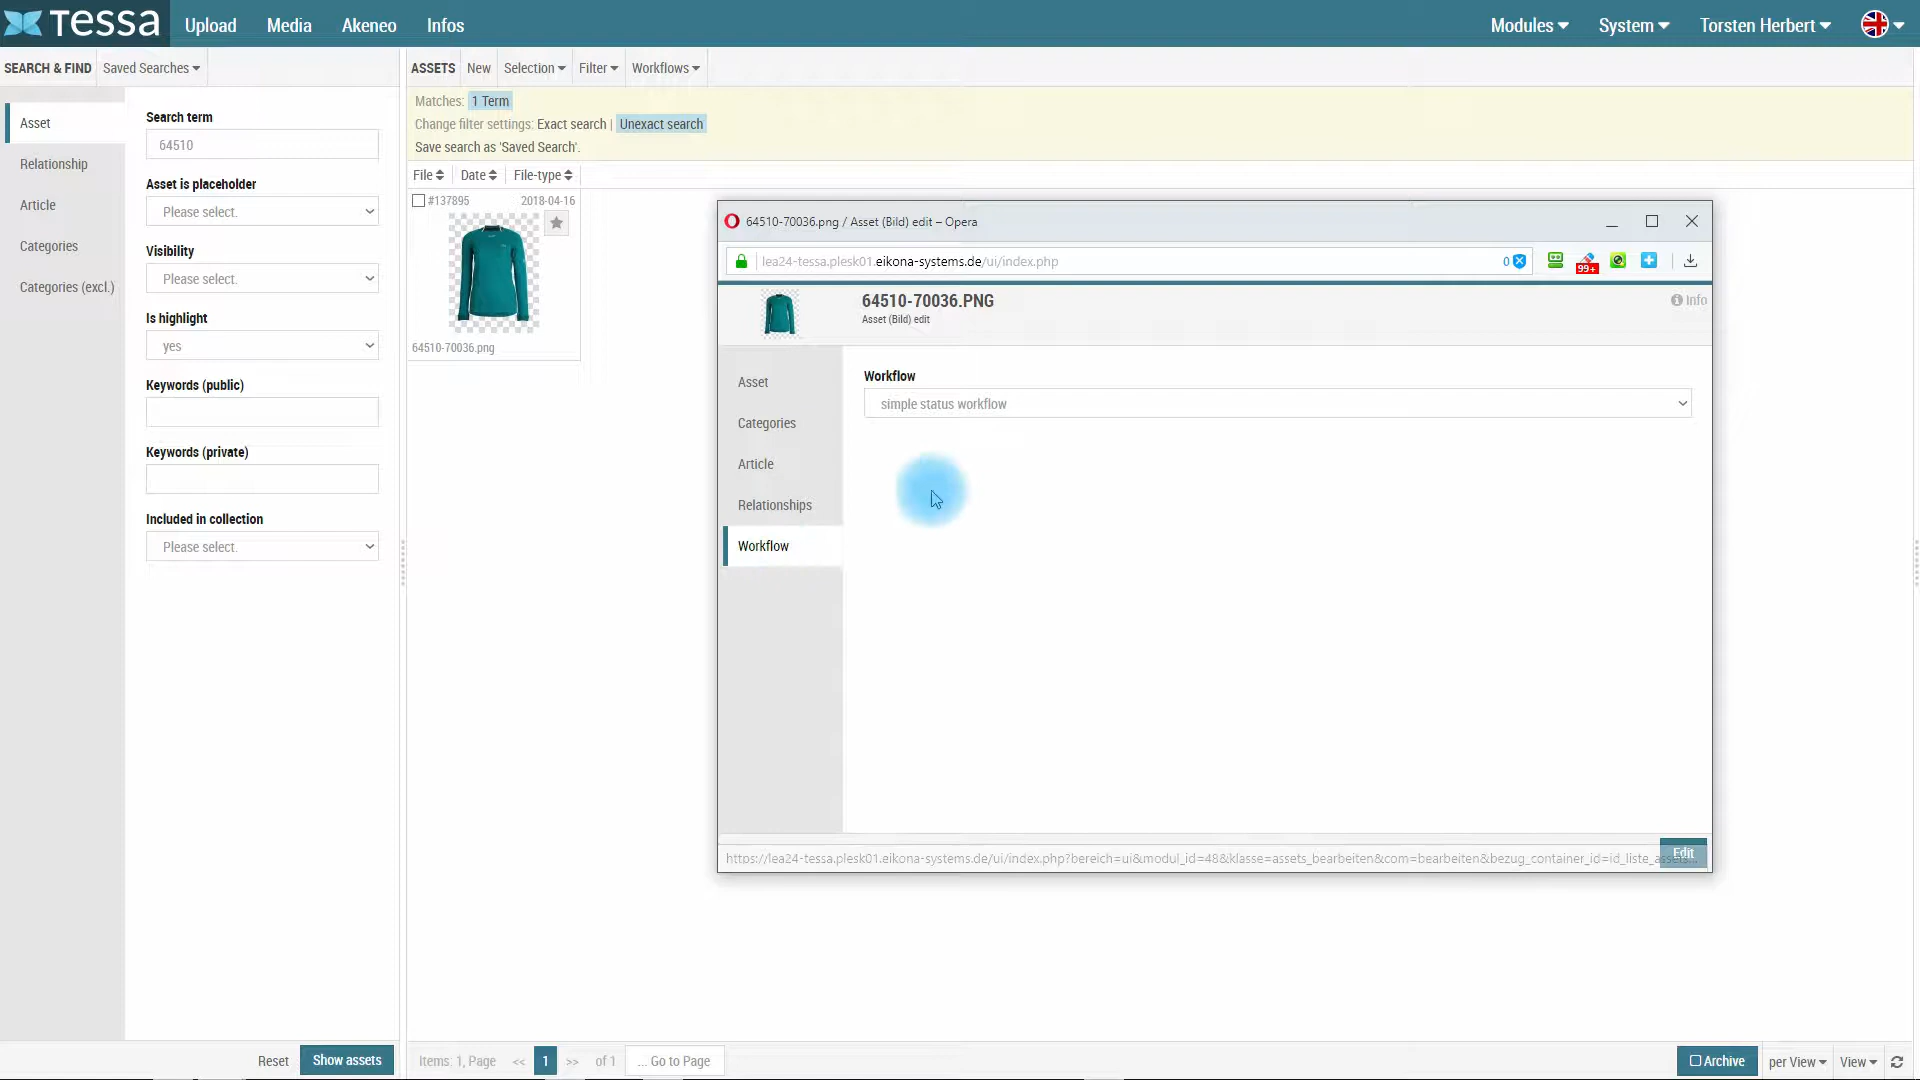 Tessa Upload Media Akeneo Infos Modules System Torsten Herbert
SEARCH & FIND Saved Searches
ASSETS New Selection Filter Workflows
Asset
Relationship
Article
Categories
Categories (excl.)
Search term
64510
Asset is placeholder
Please select.
Visibility
Please select.
Is highlight
yes
Keywords (public)
Keywords (private)
Included in collection
Please select.
Reset Show assets
Matches: 1 Term
Change filter settings: Exact search | Unexact search
Save search as 'Saved Search'.
File Date File-type
#137895 2018-04-16
64510-70036.png
64510-70036.png / Asset (Bild) edit – Opera
lea24-tessa.plesk01.eikona-systems.de/ui/index.php 0 99+
64510-70036.PNG
Asset (Bild) edit
Info
Asset
Categories
Article
Relationships
Workflow
Workflow
simple status workflow
https://lea24-tessa.plesk01.eikona-systems.de/ui/index.php?bereich=ui&modul_id=48&klasse=assets_bearbeiten&com=bearbeiten&bezug_container_id=id_liste_assets...
Edit
Items: 1, Page << 1 >> of 1 ... Go to Page
Archive per View View